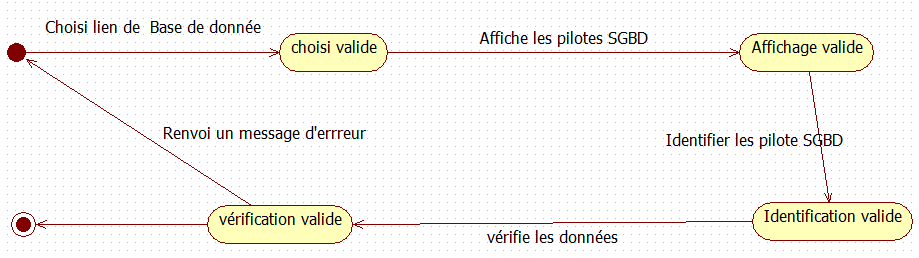 Choisi lien de  Base de donnée
choisi valide
Affiche les pilotes SGBD
Affichage valide
Renvoi un message d'errreur
Identifier les pilote SGBD
vérification valide
vérifie les données
Identification valide